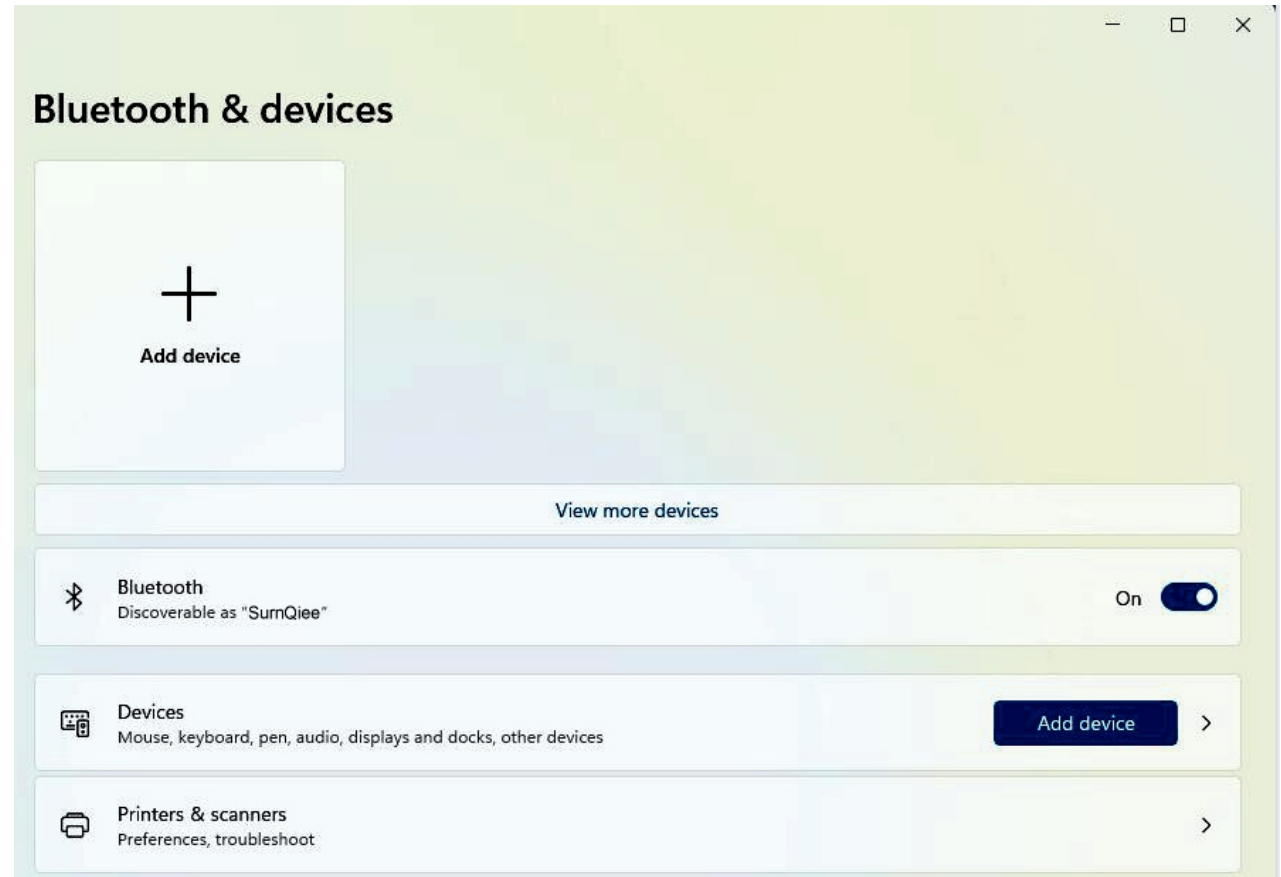 Bluetooth & devices
Add device
View more devices
Bluetooth
Discoverable as "SurnQiee"
On
Devices
Mouse, keyboard, pen, audio, displays and docks, other devices
Add device
Printers & scanners
Preferences, troubleshoot